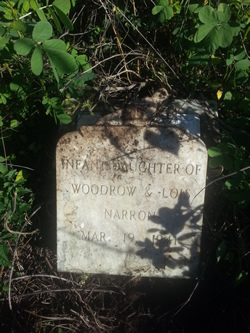 INFANT DAUGHTER OF
WOODROW &
NARRON
MAR. 19,